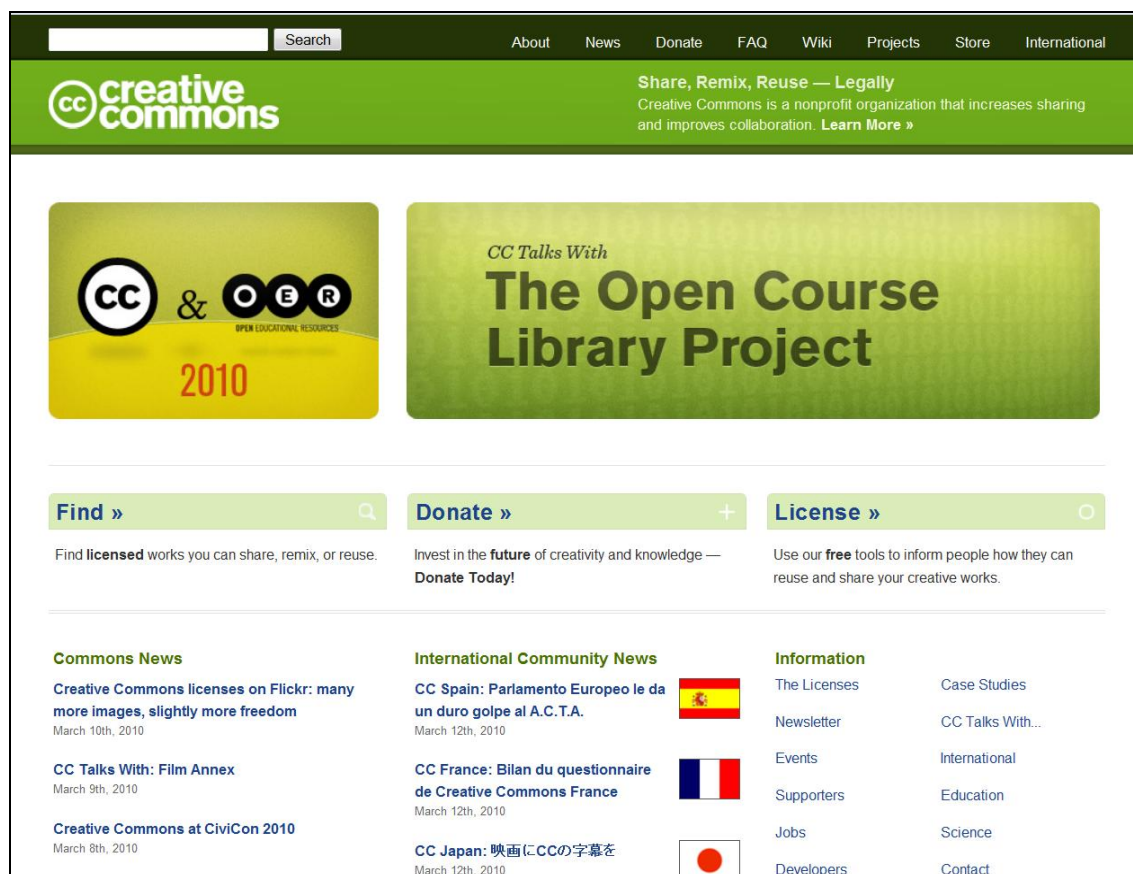 Search
About News Donate FAQ Wiki Projects Store International
cc creative
commons
Share, Remix, Reuse — Legally
Creative Commons is a nonprofit organization that increases sharing
and improves collaboration. Learn More »
CC & OER
OPEN EDUCATIONAL RESOURCES
2010
CC Talks With
The Open Course
Library Project
Find »
Find licensed works you can share, remix, or reuse.
Donate »
Invest in the future of creativity and knowledge —
Donate Today!
License »
Use our free tools to inform people how they can
reuse and share your creative works.
Commons News
Creative Commons licenses on Flickr: many
more images, slightly more freedom
March 10th, 2010
CC Talks With: Film Annex
March 9th, 2010
Creative Commons at CiviCon 2010
March 8th, 2010
International Community News
CC Spain: Parlamento Europeo le da
un duro golpe al A.C.T.A.
March 12th, 2010
CC France: Bilan du questionnaire
de Creative Commons France
March 12th, 2010
CC Japan: 映画にCCの字幕を
March 12th, 2010
Information
The Licenses Case Studies
Newsletter CC Talks With...
Events International
Supporters Education
Jobs Science
Developers Contact